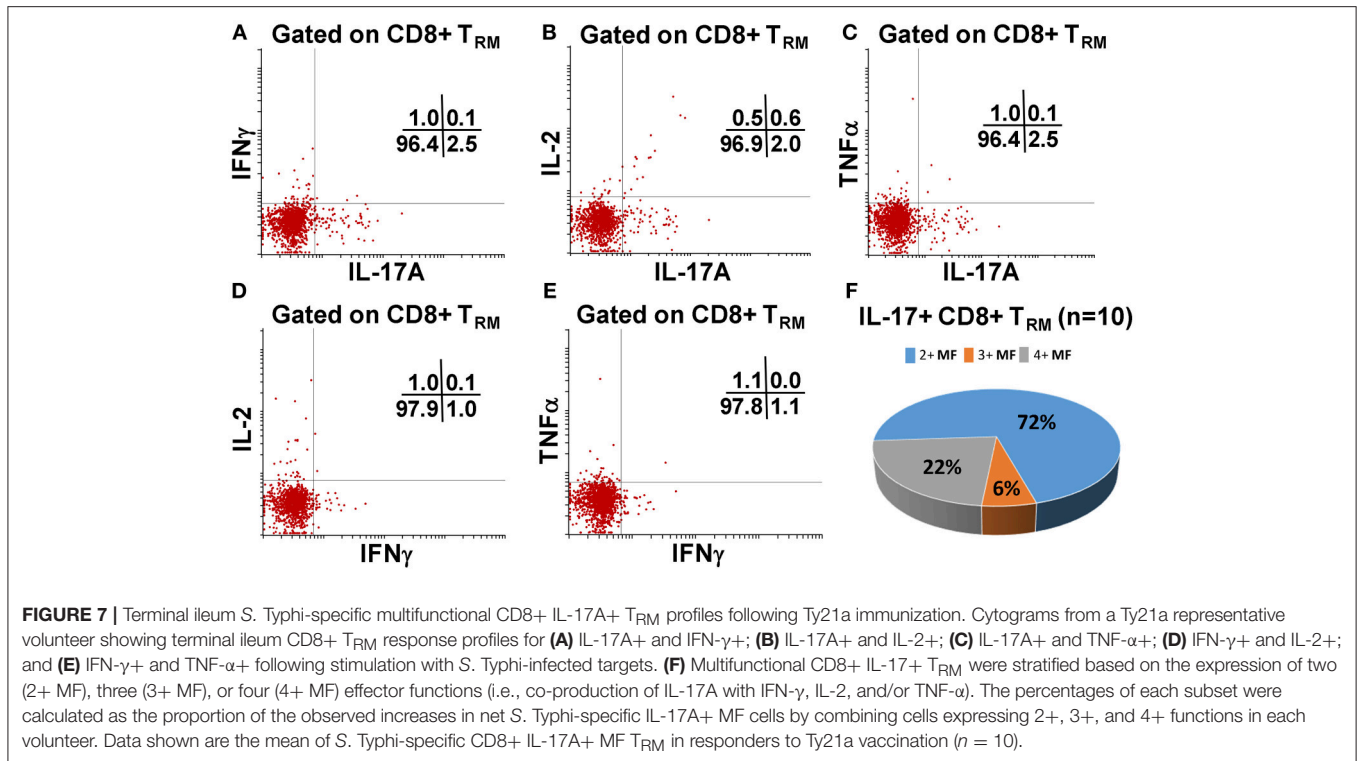 A
Gated on CD8+ TRM
1.0 0.1
96.4 2.5
IFNγ
IL-17A
B
Gated on CD8+ TRM
0.5 0.6
96.9 2.0
IL-2
IL-17A
C
Gated on CD8+ TRM
1.0 0.1
96.4 2.5
TNFα
IL-17A
D
Gated on CD8+ TRM
1.0 0.1
97.9 1.0
IL-2
IFNγ
E
Gated on CD8+ TRM
1.1 0.0
97.8 1.1
TNFα
IFNγ
F
IL-17+ CD8+ TRM (n=10)
2+ MF 3+ MF 4+ MF
72%
22%
6%
FIGURE 7 | Terminal ileum S. Typhi-specific multifunctional CD8+ IL-17A+ TRM profiles following Ty21a immunization. Cytograms from a Ty21a representative
volunteer showing terminal ileum CD8+ TRM response profiles for (A) IL-17A+ and IFN-γ+; (B) IL-17A+ and IL-2+; (C) IL-17A+ and TNF-α+; (D) IFN-γ+ and IL-2+;
and (E) IFN-γ+ and TNF-α+ following stimulation with S. Typhi-infected targets. (F) Multifunctional CD8+ IL-17+ TRM were stratified based on the expression of two
(2+ MF), three (3+ MF), or four (4+ MF) effector functions (i.e., co-production of IL-17A with IFN-γ, IL-2, and/or TNF-α). The percentages of each subset were
calculated as the proportion of the observed increases in net S. Typhi-specific IL-17A+ MF cells by combining cells expressing 2+, 3+, and 4+ functions in each
volunteer. Data shown are the mean of S. Typhi-specific CD8+ IL-17A+ MF TRM in responders to Ty21a vaccination (n = 10).